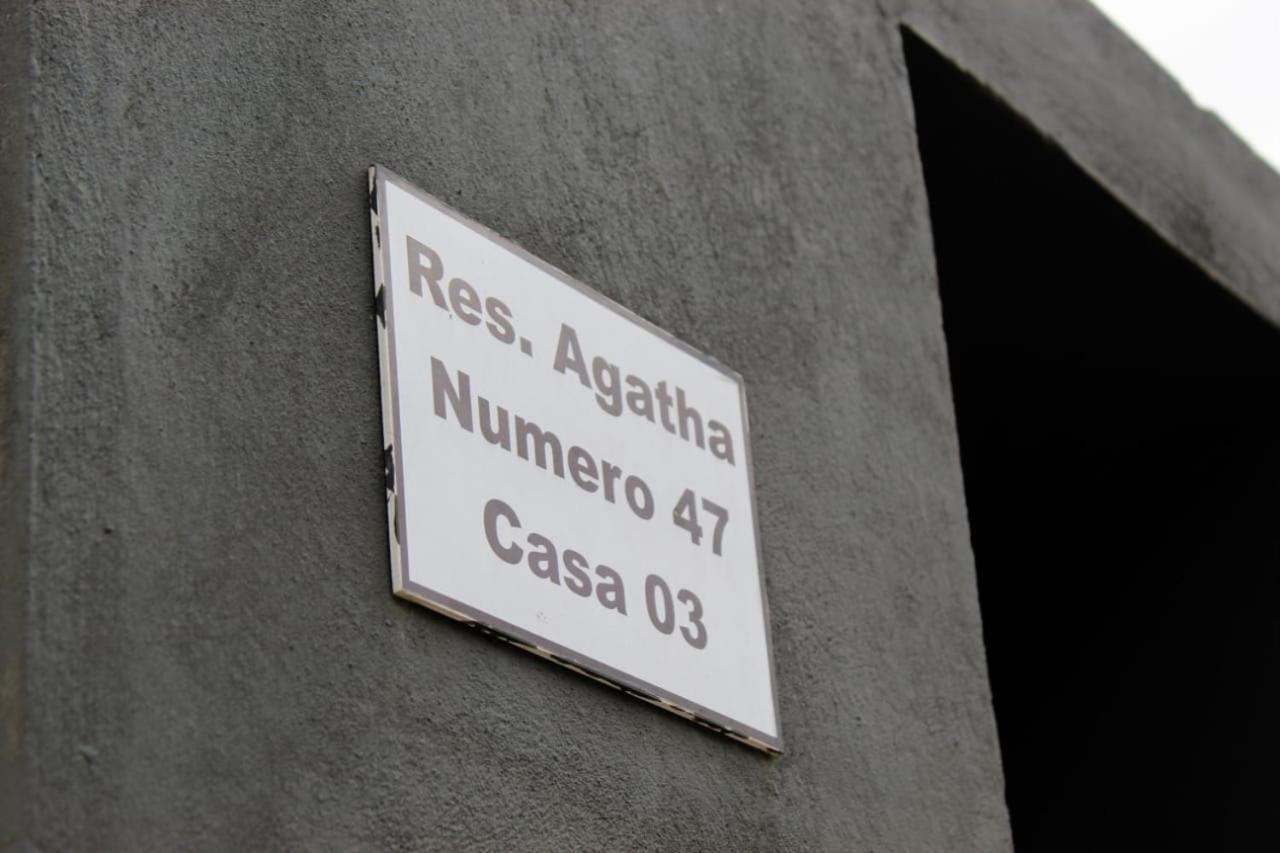 Res. Agatha
Numero 47
Casa 03